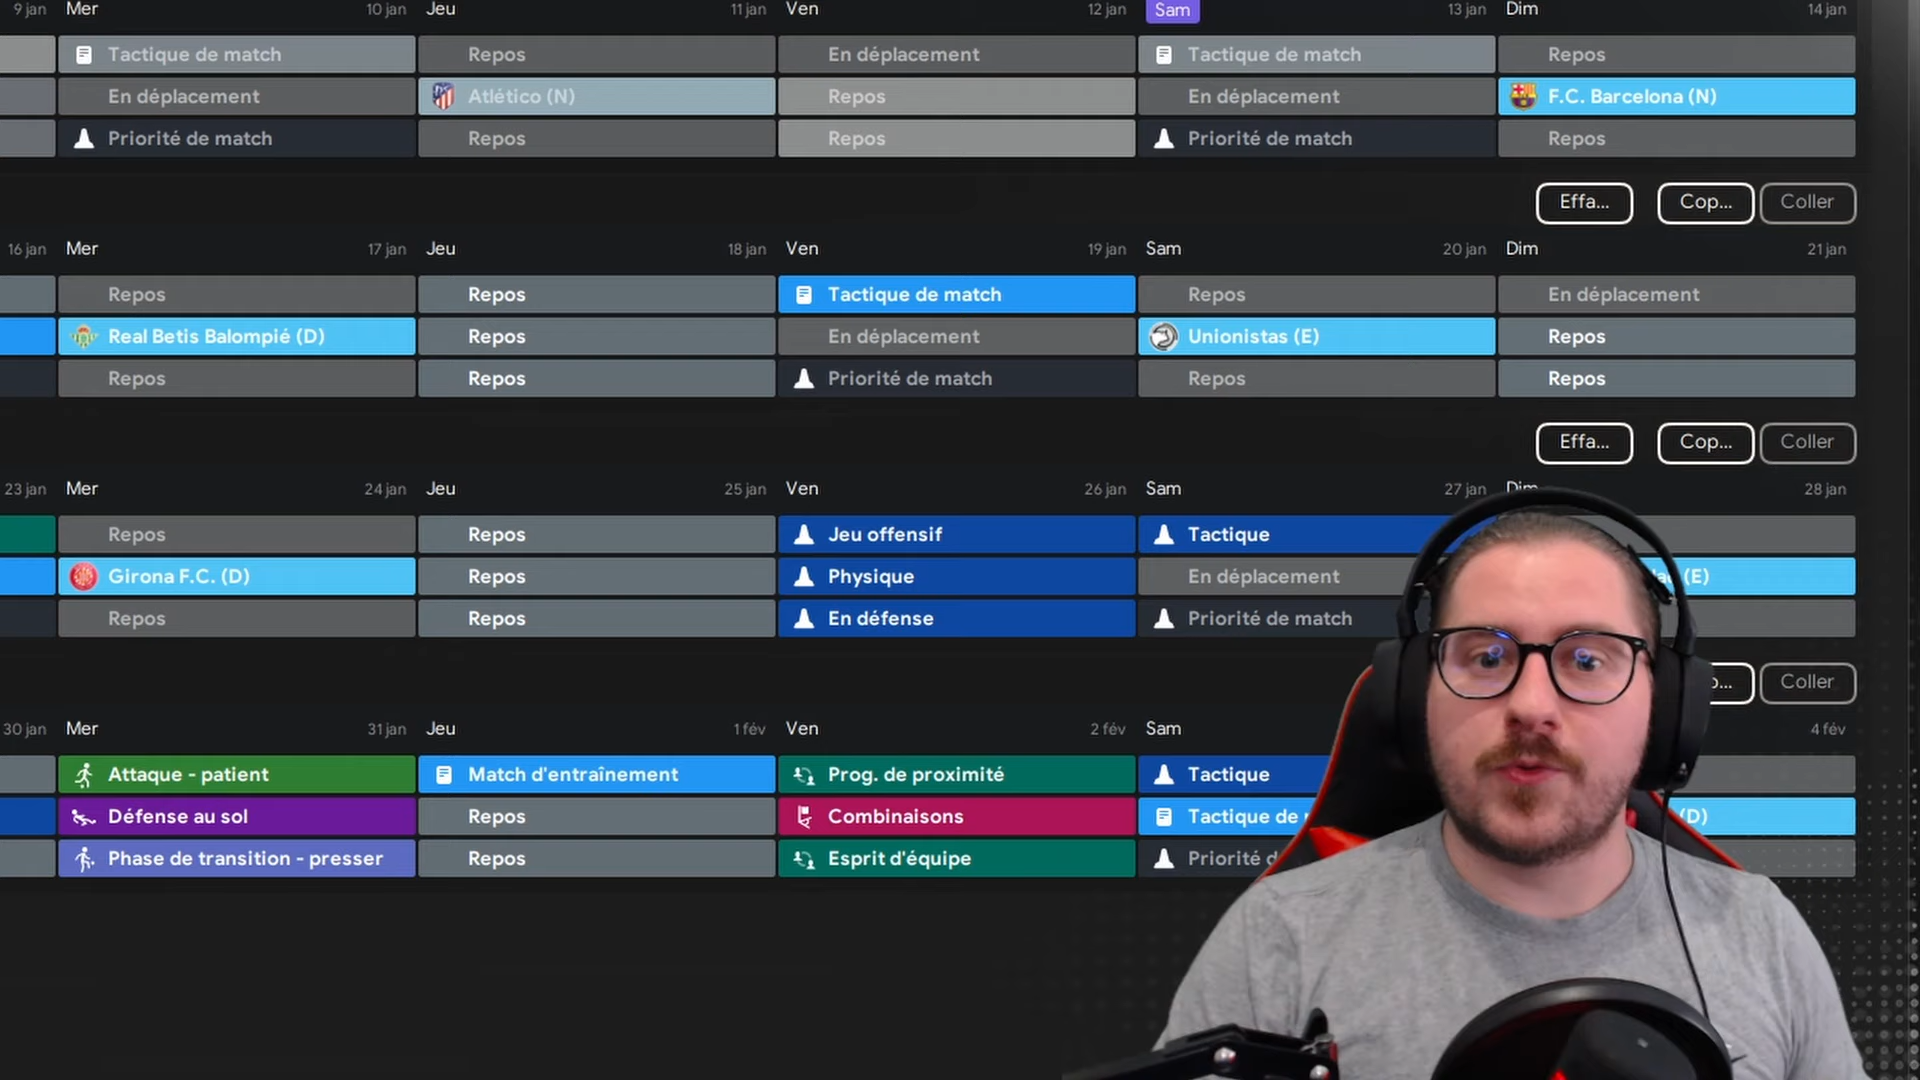 9 jan Mer 10 jan Jeu 11 jan Ven 12 jan Sam 13 jan Dim 14 jan
Tactique de match Repos En déplacement Tactique de match Repos
En déplacement Atlético (N) Repos En déplacement F.C. Barcelona (N)
Priorité de match Repos Repos Priorité de match Repos
Effa... Cop... Coller
16 jan Mer 17 jan Jeu 18 jan Ven 19 jan Sam 20 jan Dim 21 jan
Repos Repos Tactique de match Repos En déplacement
Real Betis Balompié (D) Repos En déplacement Unionistas (E) Repos
Repos Repos Priorité de match Repos Repos
Effa... Cop... Coller
23 jan Mer 24 jan Jeu 25 jan Ven 26 jan Sam 27 jan Dim 28 jan
Repos Repos Jeu offensif Tactique
Girona F.C. (D) Repos Physique En déplacement (E)
Repos Repos En défense Priorité de match
Coller
30 jan Mer 31 jan Jeu 1 fév Ven 2 fév Sam 4 fév
Attaque - patient Match d'entraînement Prog. de proximité Tactique
Défense au sol Repos Combinaisons Tactique de (D)
Phase de transition - presser Repos Esprit d'équipe Priorité